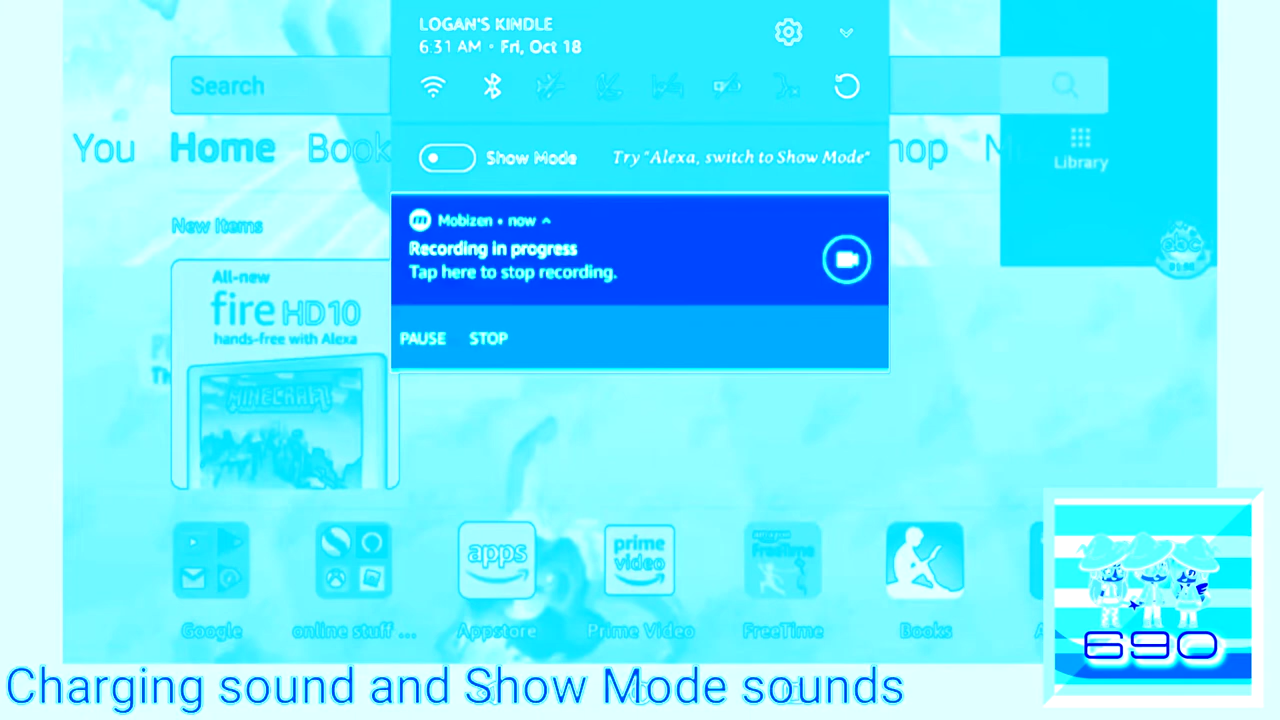 LOGAN'S KINDLE
6:31 AM • Fri, Oct 18
Search
You Home Book hop M
Library
Show Mode Try "Alexa, switch to Show Mode"
New Items
m Mobizen • now
Recording in progress
Tap here to stop recording.
PAUSE STOP
All-new
fire HD10
hands-free with Alexa
MINECRAFT
apps
prime
video
amazon
FreeTime
Google
online stuff ...
Appstore
Prime Video
FreeTime
Books
690
Charging sound and Show Mode sounds